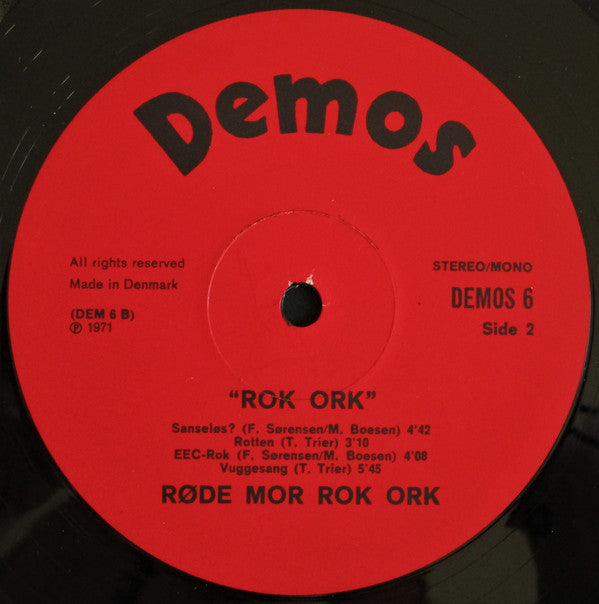 Demos
All rights reserved
Made in Denmark
(DEM 6 B)
℗ 1971
STEREO/MONO
DEMOS 6
Side 2
“ROK ORK”
Sanseløs? (F. Sørensen/M. Boesen) 4'42
Rotten (T. Trier) 3'10
EEC-Rok (F. Sørensen/M. Boesen) 4'08
Vuggesang (T. Trier) 5'45
RØDE MOR ROK ORK